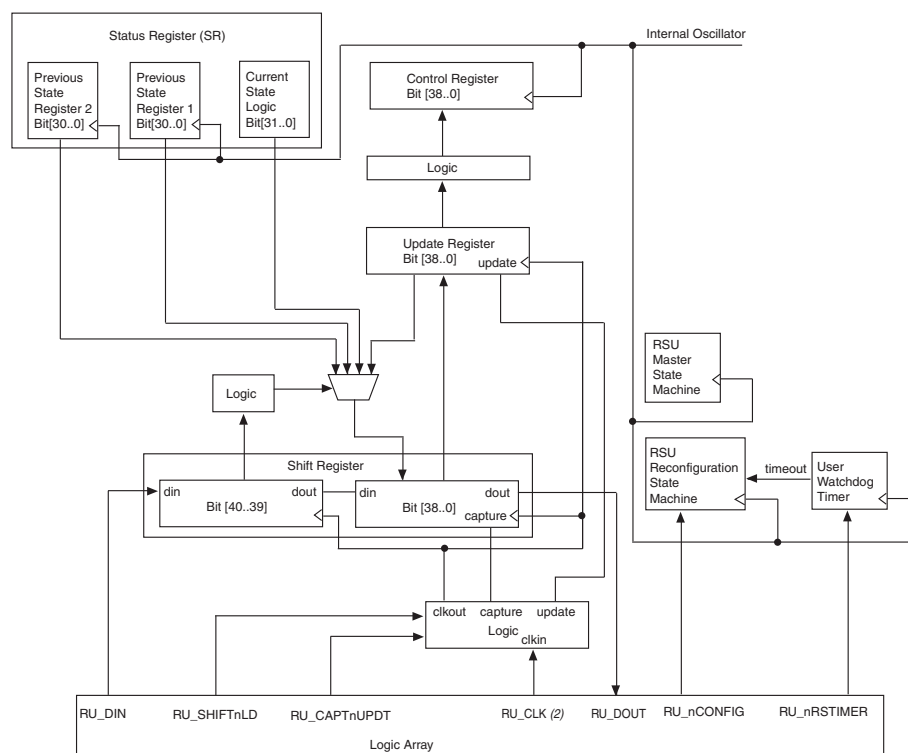 Status Register (SR)
Internal Oscillator
Previous
State
Register 2
Bit[30..0]
Previous
State
Register 1
Bit[30..0]
Current
State
Logic
Bit[31..0]
Control Register
Bit [38..0]
Logic
Update Register
Bit [38..0]
update
RSU
Master
State
Machine
Logic
Shift Register
din
dout
Bit [40..39]
din
dout
Bit [38..0]
capture
RSU
Reconfiguration
State
Machine
timeout
User
Watchdog
Timer
clkout
capture
update
Logic
clkin
RU_DIN
RU_SHIFTnLD
RU_CAPTnUPDT
RU_CLK (2)
RU_DOUT
RU_nCONFIG
RU_nRSTIMER
Logic Array